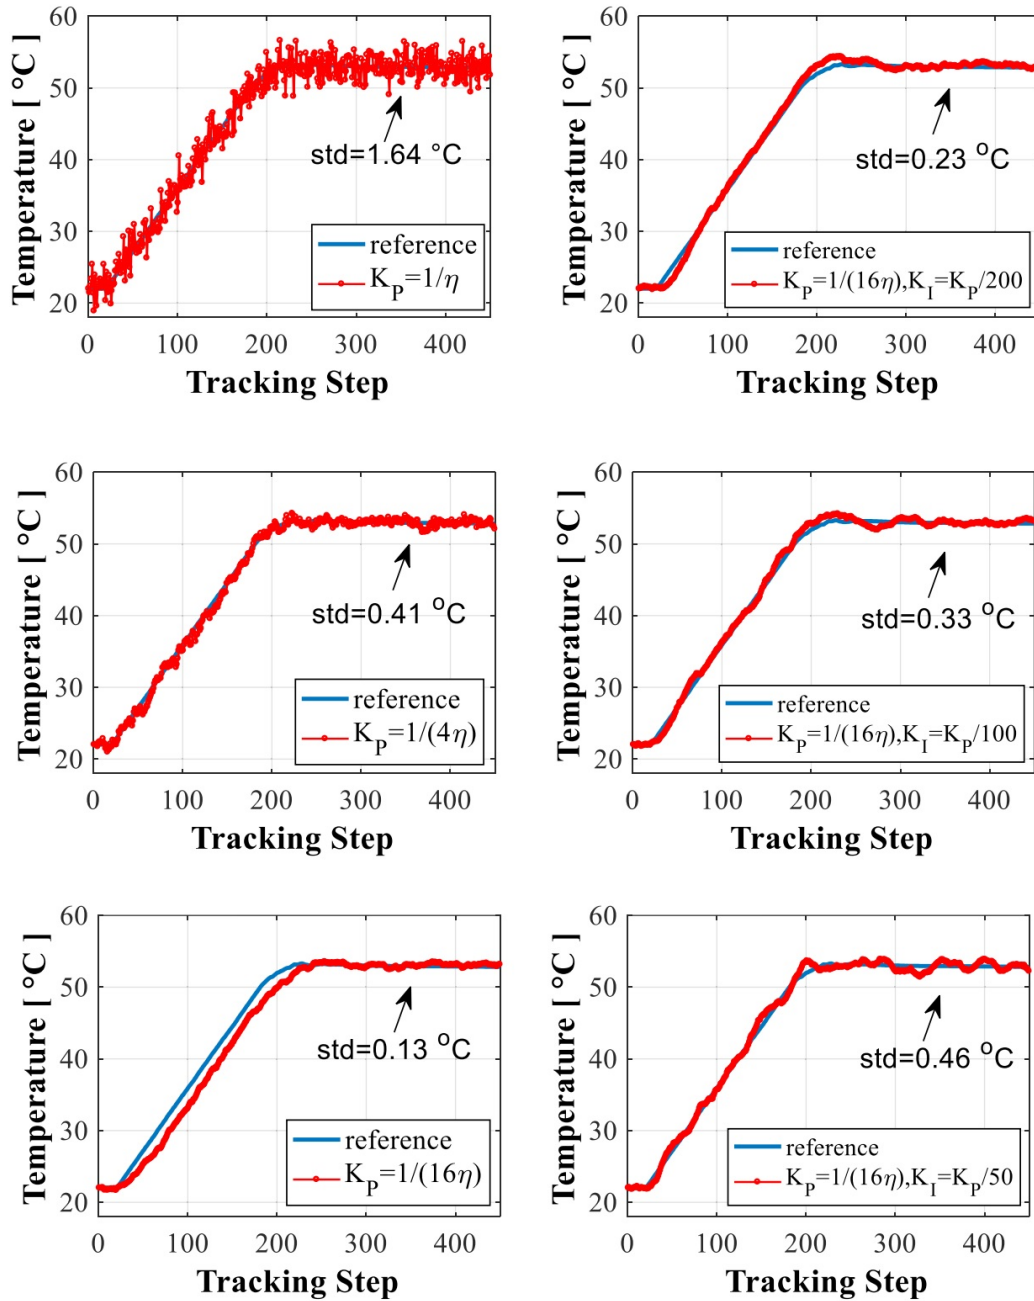 60
50
40
30
20
Temperature [ °C ]
std=1.64 °C
reference
K_P=1/η
0 100 200 300 400
Tracking Step
60
50
40
30
20
Temperature [ °C ]
std=0.23 °C
reference
K_P=1/(16η),K_I=K_P/200
0 100 200 300 400
Tracking Step
60
50
40
30
20
Temperature [ °C ]
std=0.41 °C
reference
K_P=1/(4η)
0 100 200 300 400
Tracking Step
60
50
40
30
20
Temperature [ °C ]
std=0.33 °C
reference
K_P=1/(16η),K_I=K_P/100
0 100 200 300 400
Tracking Step
60
50
40
30
20
Temperature [ °C ]
std=0.13 °C
reference
K_P=1/(16η)
0 100 200 300 400
Tracking Step
60
50
40
30
20
Temperature [ °C ]
std=0.46 °C
reference
K_P=1/(16η),K_I=K_P/50
0 100 200 300 400
Tracking Step